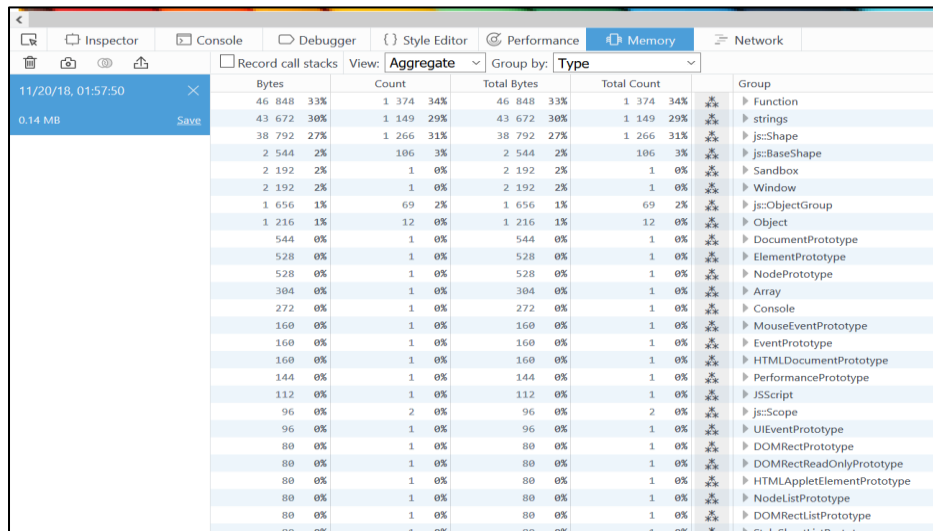 Inspector Console Debugger { } Style Editor Performance Memory Network
Record call stacks View: Aggregate Group by: Type
11/20/18, 01:57:50
0.14 MB Save
Bytes Count Total Bytes Total Count Group
46 848 33% 1 374 34% 46 848 33% 1 374 34% Function
43 672 30% 1 149 29% 43 672 30% 1 149 29% strings
38 792 27% 1 266 31% 38 792 27% 1 266 31% js::Shape
2 544 2% 106 3% 2 544 2% 106 3% js::BaseShape
2 192 2% 1 0% 2 192 2% 1 0% Sandbox
2 192 2% 1 0% 2 192 2% 1 0% Window
1 656 1% 69 2% 1 656 1% 69 2% js::ObjectGroup
1 216 1% 12 0% 1 216 1% 12 0% Object
544 0% 1 0% 544 0% 1 0% DocumentPrototype
528 0% 1 0% 528 0% 1 0% ElementPrototype
528 0% 1 0% 528 0% 1 0% NodePrototype
304 0% 1 0% 304 0% 1 0% Array
272 0% 1 0% 272 0% 1 0% Console
160 0% 1 0% 160 0% 1 0% MouseEventPrototype
160 0% 1 0% 160 0% 1 0% EventPrototype
160 0% 1 0% 160 0% 1 0% HTMLDocumentPrototype
144 0% 1 0% 144 0% 1 0% PerformancePrototype
112 0% 1 0% 112 0% 1 0% JSScript
96 0% 2 0% 96 0% 2 0% js::Scope
96 0% 1 0% 96 0% 1 0% UIEventPrototype
80 0% 1 0% 80 0% 1 0% DOMRectPrototype
80 0% 1 0% 80 0% 1 0% DOMRectReadOnlyPrototype
80 0% 1 0% 80 0% 1 0% HTMLAppletElementPrototype
80 0% 1 0% 80 0% 1 0% NodeListPrototype
80 0% 1 0% 80 0% 1 0% DOMRectListPrototype